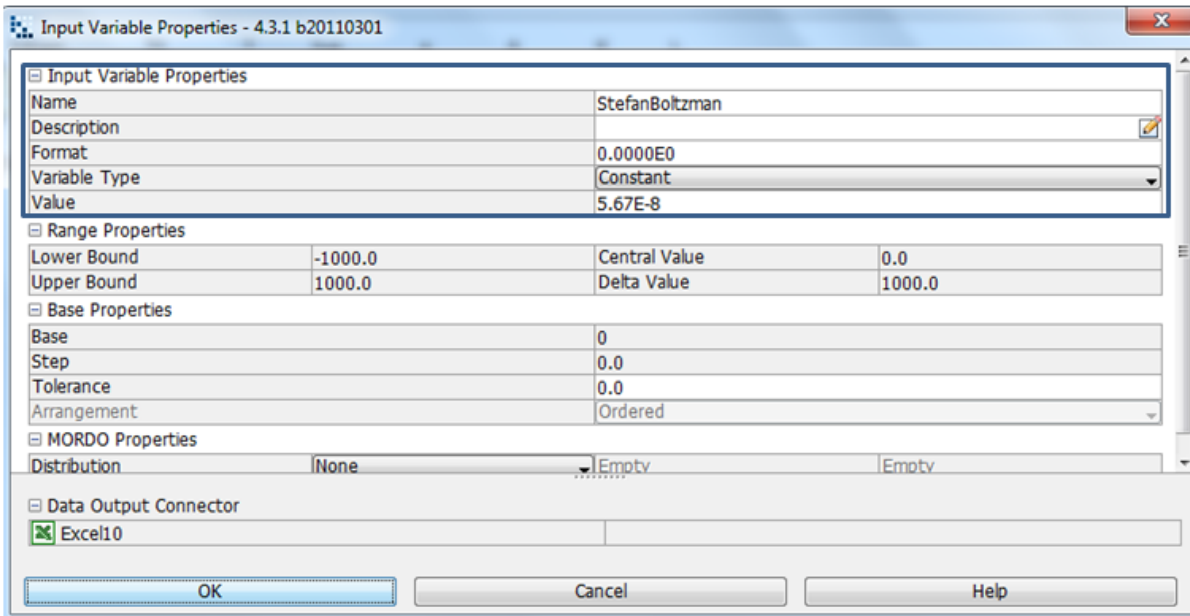 Input Variable Properties - 4.3.1 b20110301
Input Variable Properties
Name StefanBoltzman
Description
Format 0.0000E0
Variable Type Constant
Value 5.67E-8
Range Properties
Lower Bound -1000.0 Central Value 0.0
Upper Bound 1000.0 Delta Value 1000.0
Base Properties
Base 0
Step 0.0
Tolerance 0.0
Arrangement Ordered
MORDO Properties
Distribution None Empty Empty
Data Output Connector
Excel10
OK Cancel Help